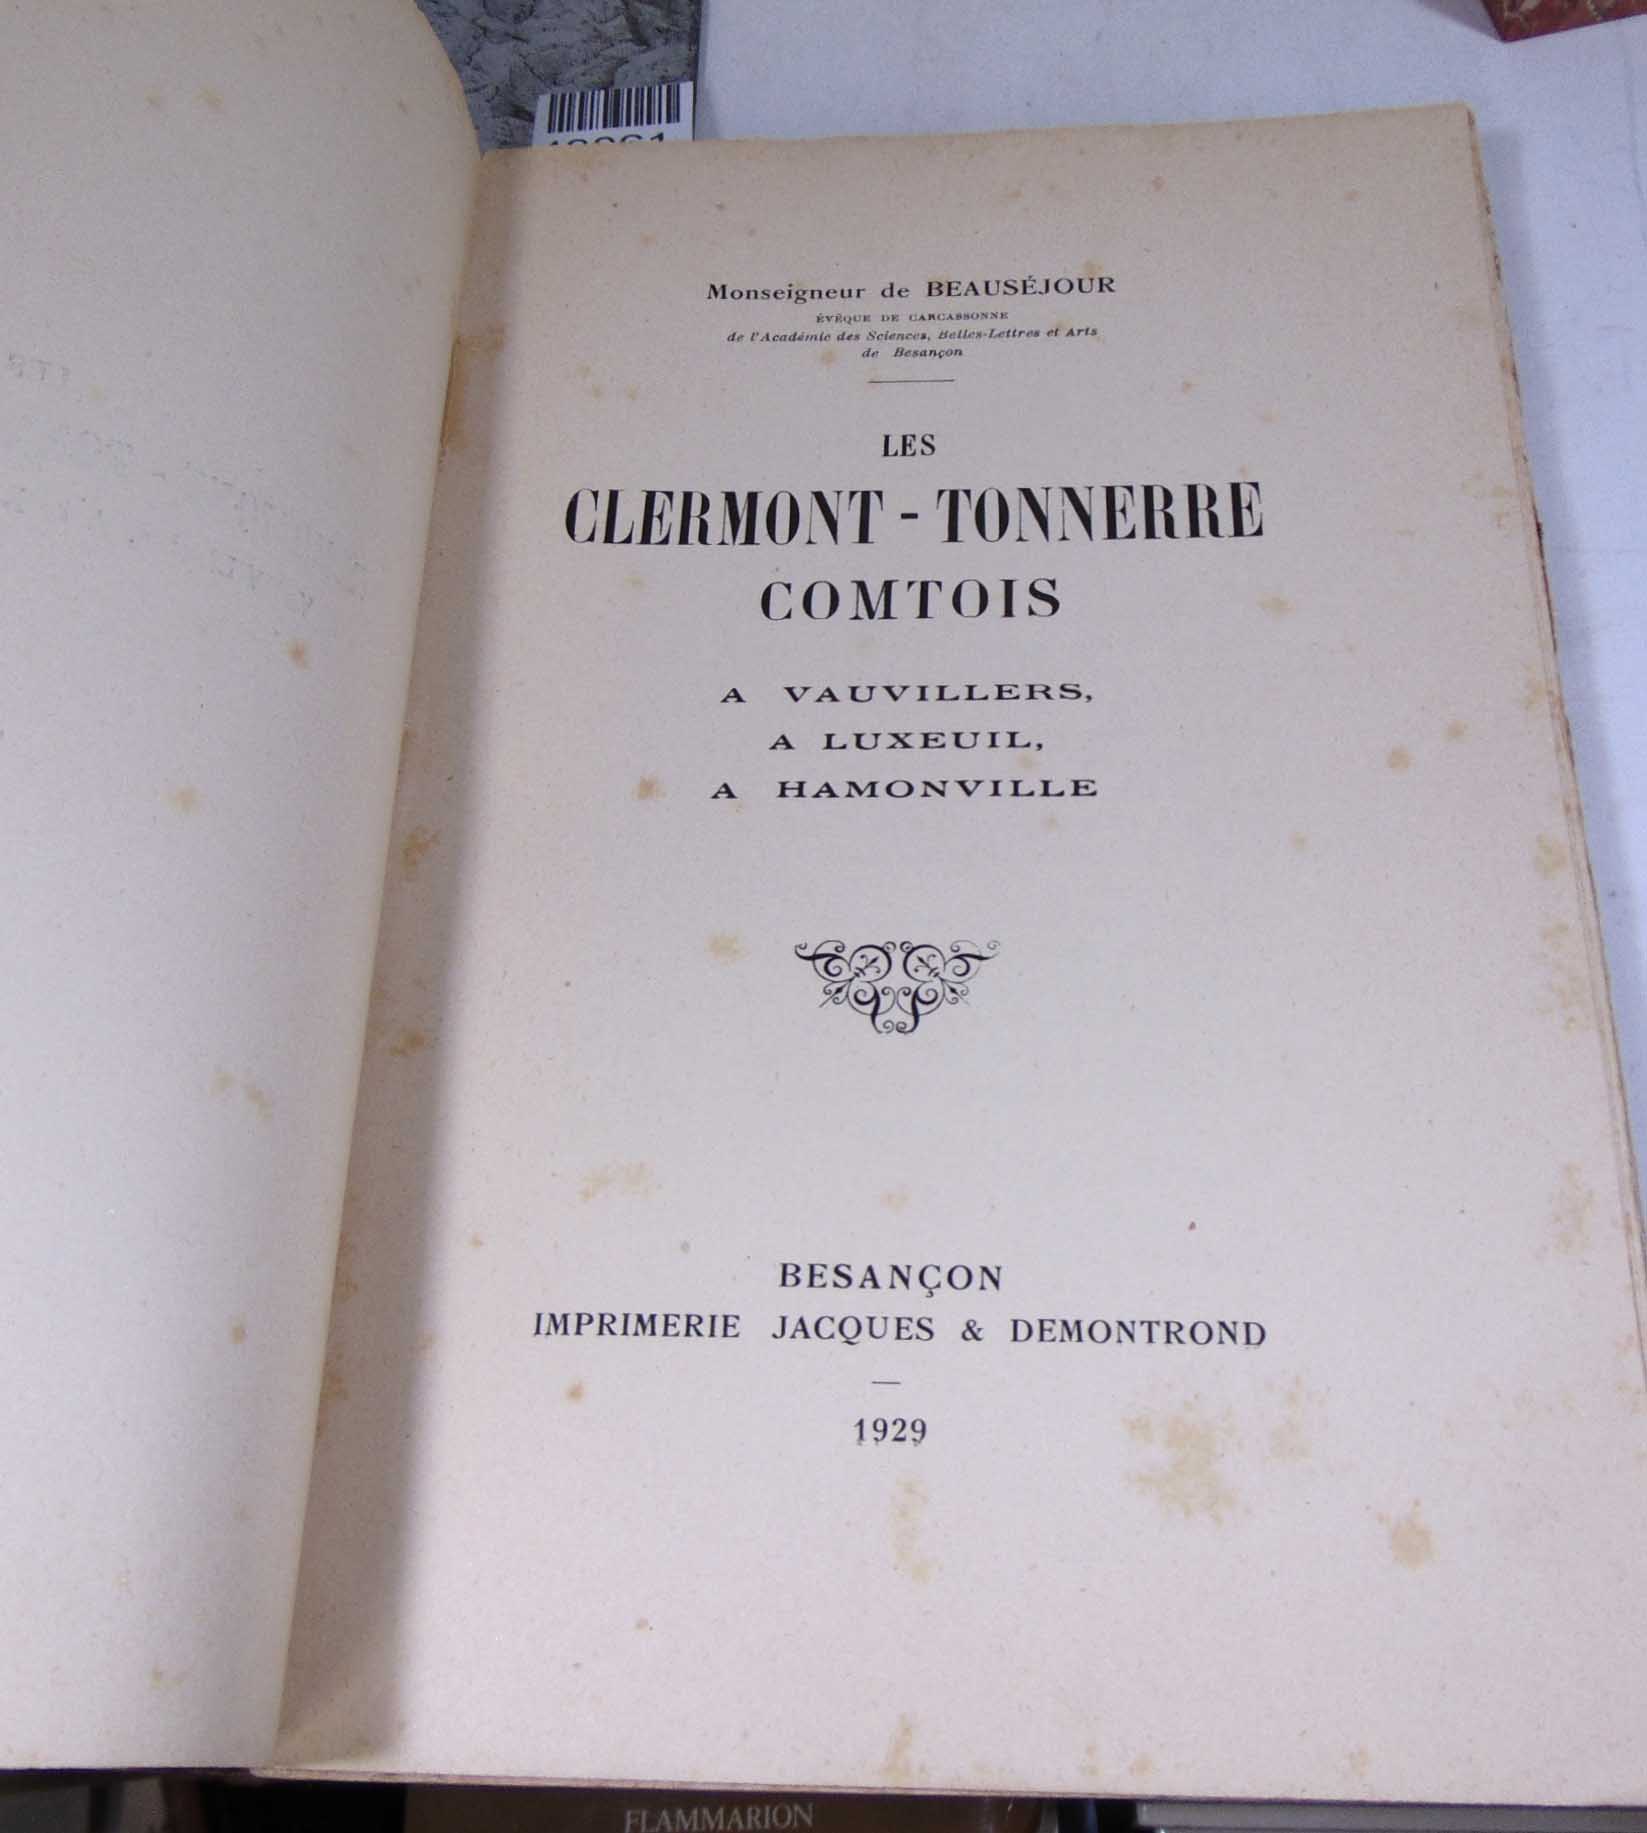 Monseigneur de BEAUSÉJOUR
ÉVÊQUE DE CARCASSONNE
de l'Académie des Sciences, Belles-Lettres et Arts
de Besançon
LES
CLERMONT-TONNERRE
COMTOIS
A VAUVILLERS,
A LUXEUIL,
A HAMONVILLE
BESANÇON
IMPRIMERIE JACQUES & DEMONTROND
1929
FLAMMARION